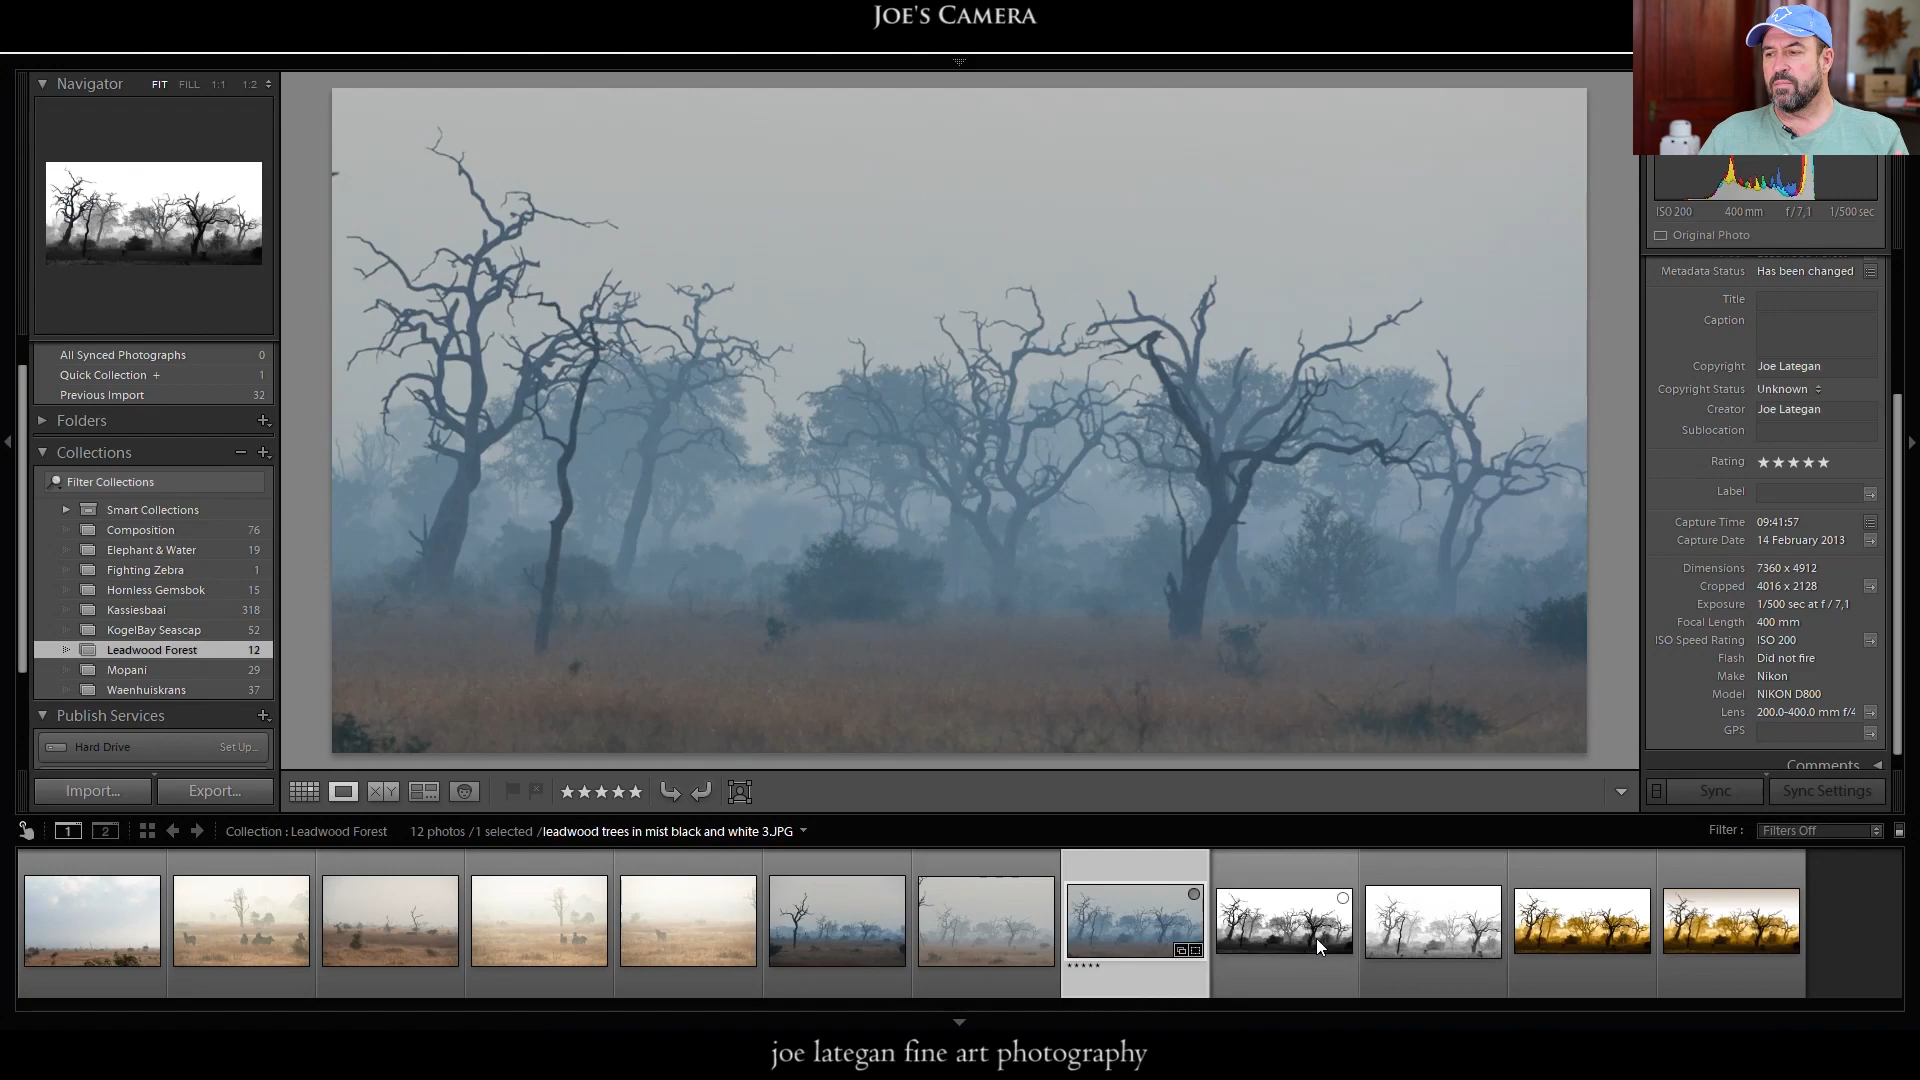 JOE'S CAMERA
Navigator FIT FILL 1:1 1:2
All Synced Photographs 0
Quick Collection + 1
Previous Import 32
Folders
Collections
Filter Collections
Smart Collections
Composition 76
Elephant & Water 19
Fighting Zebra 1
Hornless Gemsbok 15
Kassiesbaai 318
KogelBay Seascap 52
Leadwood Forest 12
Mopani 29
Waenhuiskrans 37
Publish Services
Hard Drive Set Up...
Import... Export...
ISO 200 400 mm f / 7,1 1/500 sec
Original Photo
Metadata Status Has been changed
Title
Caption
Copyright Joe Lategan
Copyright Status Unknown
Creator Joe Lategan
Sublocation
Rating ★★★★★
Label
Capture Time 09:41:57
Capture Date 14 February 2013
Dimensions 7360 x 4912
Cropped 4016 x 2128
Exposure 1/500 sec at f / 7,1
Focal Length 400 mm
ISO Speed Rating ISO 200
Flash Did not fire
Make Nikon
Model NIKON D800
Lens 200.0-400.0 mm f/4
GPS
Comments
Sync Sync Settings
X Y ★★★★★
1 2 Collection : Leadwood Forest 12 photos /1 selected /leadwood trees in mist black and white 3.JPG Filter : Filters Off
joe lategan fine art photography